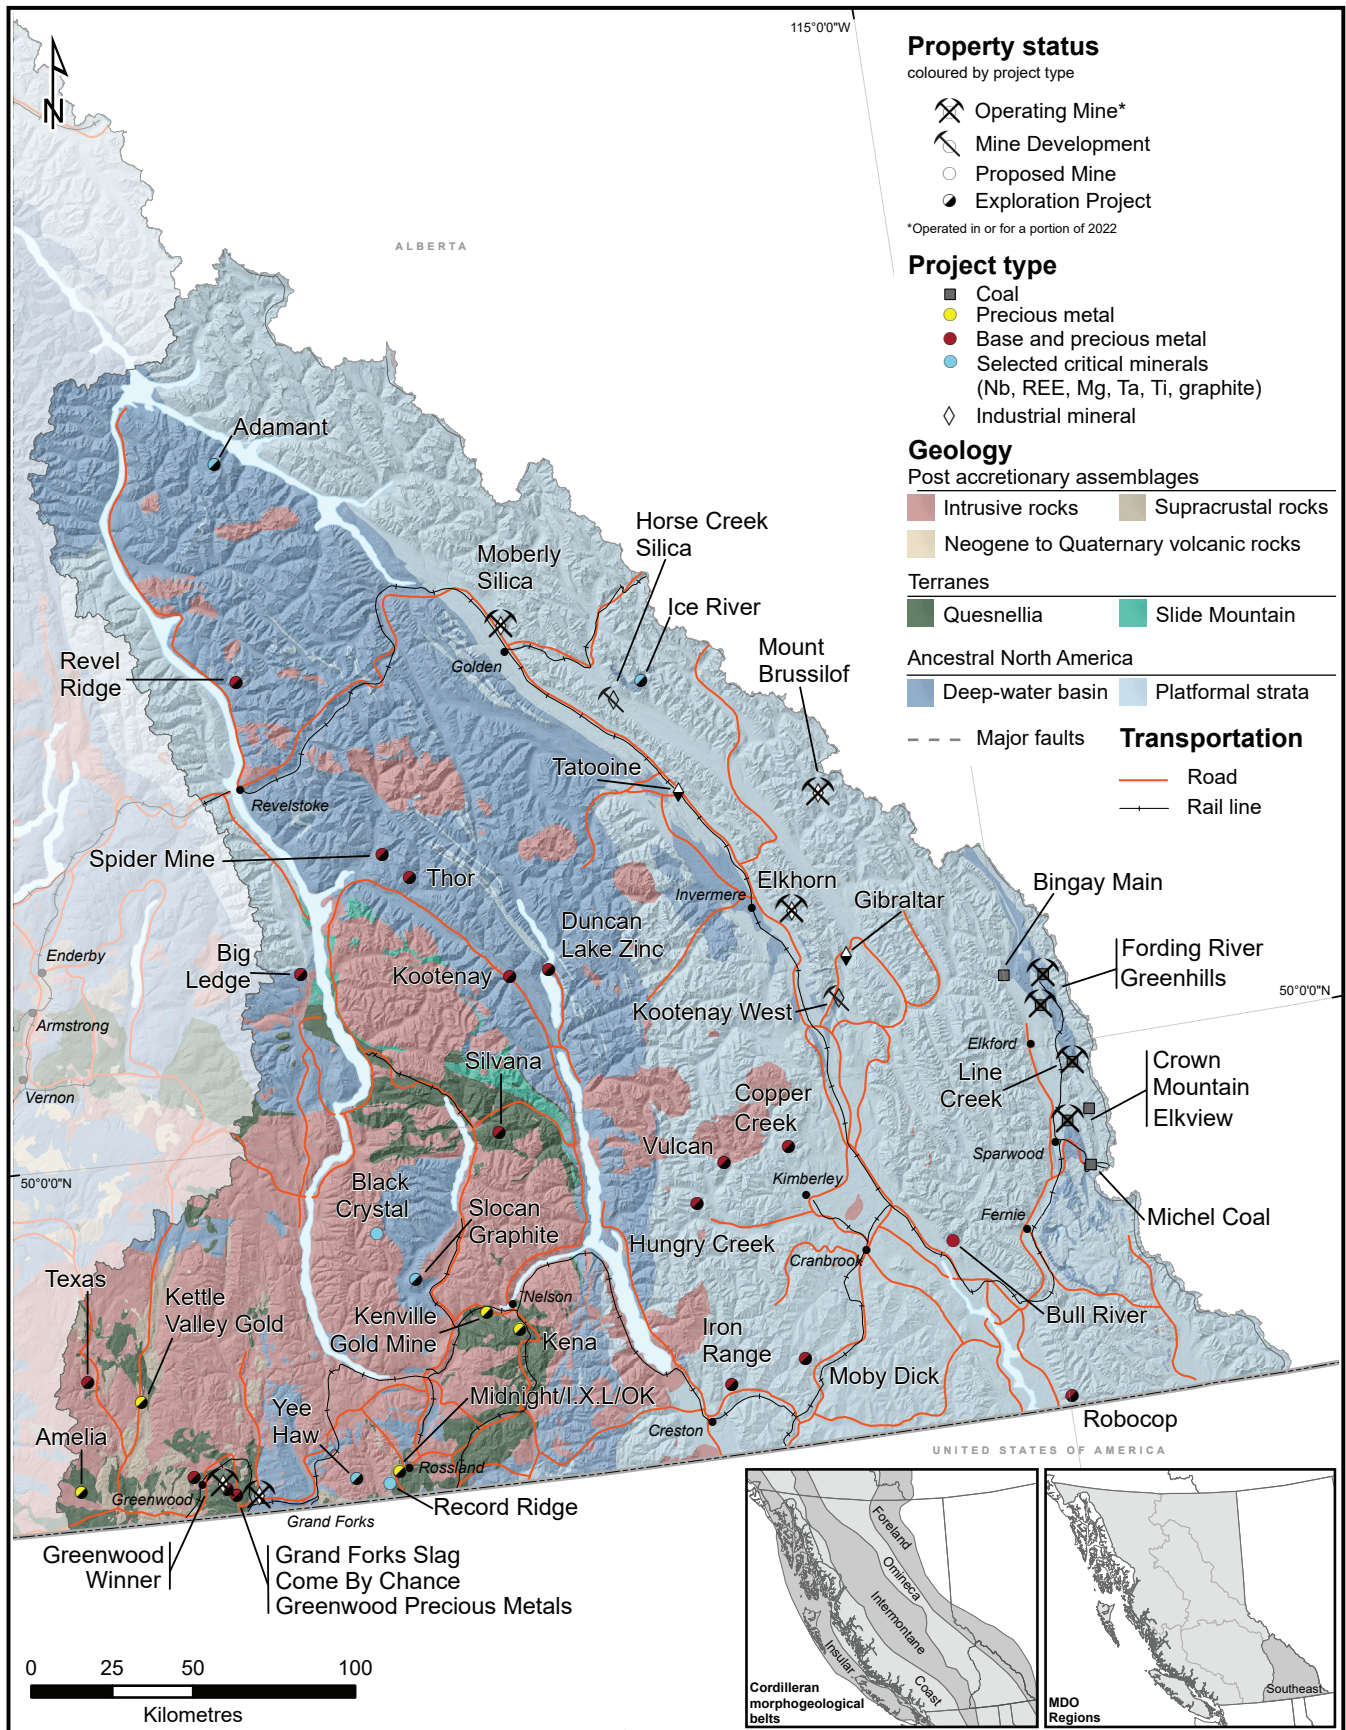 115°0'0"W
Property status
coloured by project type
Operating Mine*
Mine Development
Proposed Mine
Exploration Project
*Operated in or for a portion of 2022
Project type
Coal
Precious metal
Base and precious metal
Selected critical minerals
(Nb, REE, Mg, Ta, Ti, graphite)
Industrial mineral
Geology
Post accretionary assemblages
Intrusive rocks
Supracrustal rocks
Neogene to Quaternary volcanic rocks
Terranes
Quesnellia
Slide Mountain
Ancestral North America
Deep-water basin
Platformal strata
Major faults
Transportation
Road
Rail line
N
ALBERTA
Adamant
Horse Creek
Silica
Moberly
Silica
Ice River
Mount
Brussilof
Golden
Revel
Ridge
Tatooine
Revelstoke
Spider Mine
Thor
Elkhorn
Invermere
Gibraltar
Bingay Main
Duncan
Lake Zinc
Fording River
Greenhills
Enderby
Big
Ledge
Kootenay
50°0'0"N
Kootenay West
Armstrong
Elkford
Silvana
Line
Creek
Crown
Mountain
Elkview
Vernon
Copper
Creek
Vulcan
Sparwood
50°0'0"N
Black
Crystal
Kimberley
Slocan
Graphite
Fernie
Michel Coal
Hungry Creek
Cranbrook
Texas
Kettle
Valley Gold
Nelson
Kenville
Gold Mine
Kena
Bull River
Iron
Range
Moby Dick
Midnight/I.X.L/OK
Yee
Haw
Amelia
Creston
Robocop
UNITED STATES OF AMERICA
Rossland
Greenwood
Record Ridge
Grand Forks
Greenwood
Winner
Grand Forks Slag
Come By Chance
Greenwood Precious Metals
0 25 50 100
Kilometres
Foreland
Omineca
Intermontane
Insular
Coast
Cordilleran
morphogeological
belts
Southeast
MDO
Regions